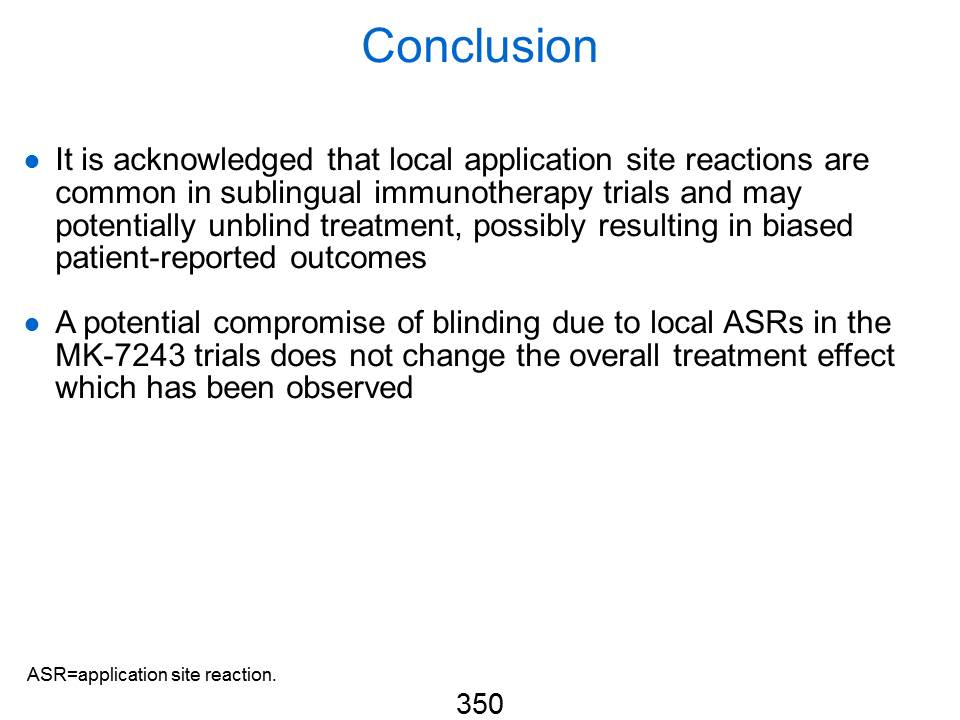 Conclusion
● It is acknowledged that local application site reactions are
common in sublingual immunotherapy trials and may
potentially unblind treatment, possibly resulting in biased
patient-reported outcomes
● A potential compromise of blinding due to local ASRs in the
MK-7243 trials does not change the overall treatment effect
which has been observed
ASR=application site reaction.
350